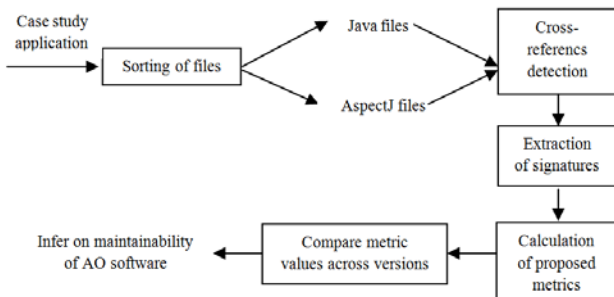 Case study
application
Sorting of files
Java files
AspectJ files
Cross-
referencs
detection
Extraction
of signatures
Calculation
of proposed
metrics
Compare metric
values across versions
Infer on maintainability
of AO software